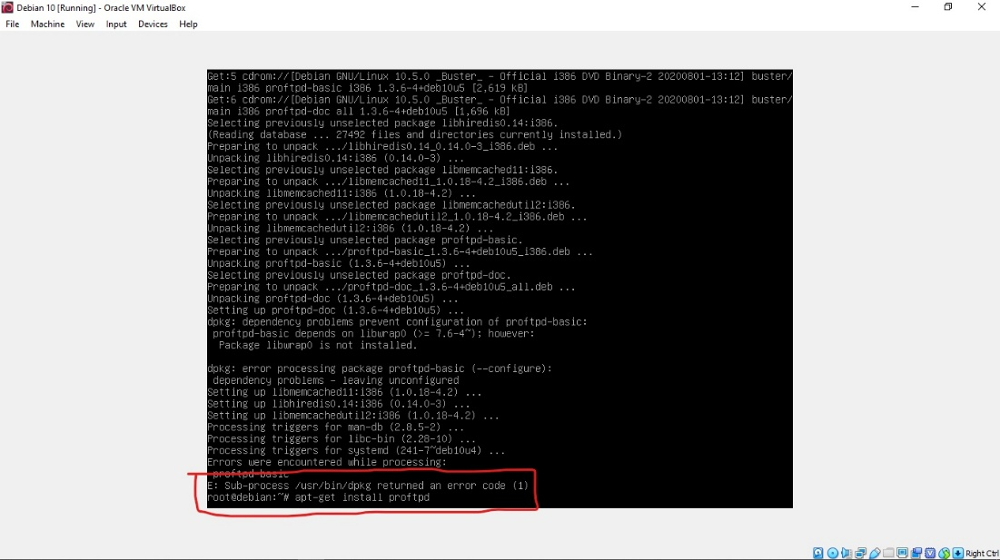 Debian 10 [Running] - Oracle VM VirtualBox
File Machine View Input Devices Help
Get:5 cdrom://[Debian GNU/Linux 10.5.0 _Buster_ - Official i386 DVD Binary-2 20200801-13:12] buster/
main i386 proftpd-basic i386 1.3.6-4+deb10u5 [2,619 kB]
Get:6 cdrom://[Debian GNU/Linux 10.5.0 _Buster_ - Official i386 DVD Binary-2 20200801-13:12] buster/
main i386 proftpd-doc all 1.3.6-4+deb10u5 [1,696 kB]
Selecting previously unselected package libhiredis0.14:i386.
(Reading database ... 27492 files and directories currently installed.)
Preparing to unpack .../libhiredis0.14_0.14.0-3_i386.deb ...
Unpacking libhiredis0.14:i386 (0.14.0-3) ...
Selecting previously unselected package libmemcached11:i386.
Preparing to unpack .../libmemcached11_1.0.18-4.2_i386.deb ...
Unpacking libmemcached11:i386 (1.0.18-4.2) ...
Selecting previously unselected package libmemcachedutil2:i386.
Preparing to unpack .../libmemcachedutil2_1.0.18-4.2_i386.deb ...
Unpacking libmemcachedutil2:i386 (1.0.18-4.2) ...
Selecting previously unselected package proftpd-basic.
Preparing to unpack .../proftpd-basic_1.3.6-4+deb10u5_i386.deb ...
Unpacking proftpd-basic (1.3.6-4+deb10u5) ...
Selecting previously unselected package proftpd-doc.
Preparing to unpack .../proftpd-doc_1.3.6-4+deb10u5_all.deb ...
Unpacking proftpd-doc (1.3.6-4+deb10u5) ...
Setting up proftpd-doc (1.3.6-4+deb10u5) ...
dpkg: dependency problems prevent configuration of proftpd-basic:
proftpd-basic depends on libwrap0 (>= 7.6-4~); however:
Package libwrap0 is not installed.
dpkg: error processing package proftpd-basic (--configure):
dependency problems - leaving unconfigured
Setting up libmemcached11:i386 (1.0.18-4.2) ...
Setting up libhiredis0.14:i386 (0.14.0-3) ...
Setting up libmemcachedutil2:i386 (1.0.18-4.2) ...
Processing triggers for man-db (2.8.5-2) ...
Processing triggers for libc-bin (2.28-10) ...
Processing triggers for systemd (241-7~deb10u4) ...
Errors were encountered while processing:
proftpd-basic
E: Sub-process /usr/bin/dpkg returned an error code (1)
root@debian:~# apt-get install proftpd
Right Ctrl